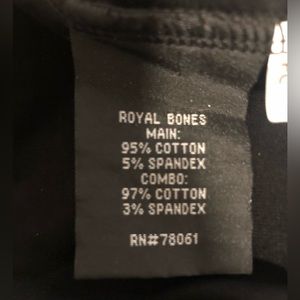 ROYAL BONES
MAIN:
95% COTTON
5% SPANDEX
COMBO:
97% COTTON
3% SPANDEX
RN#78061